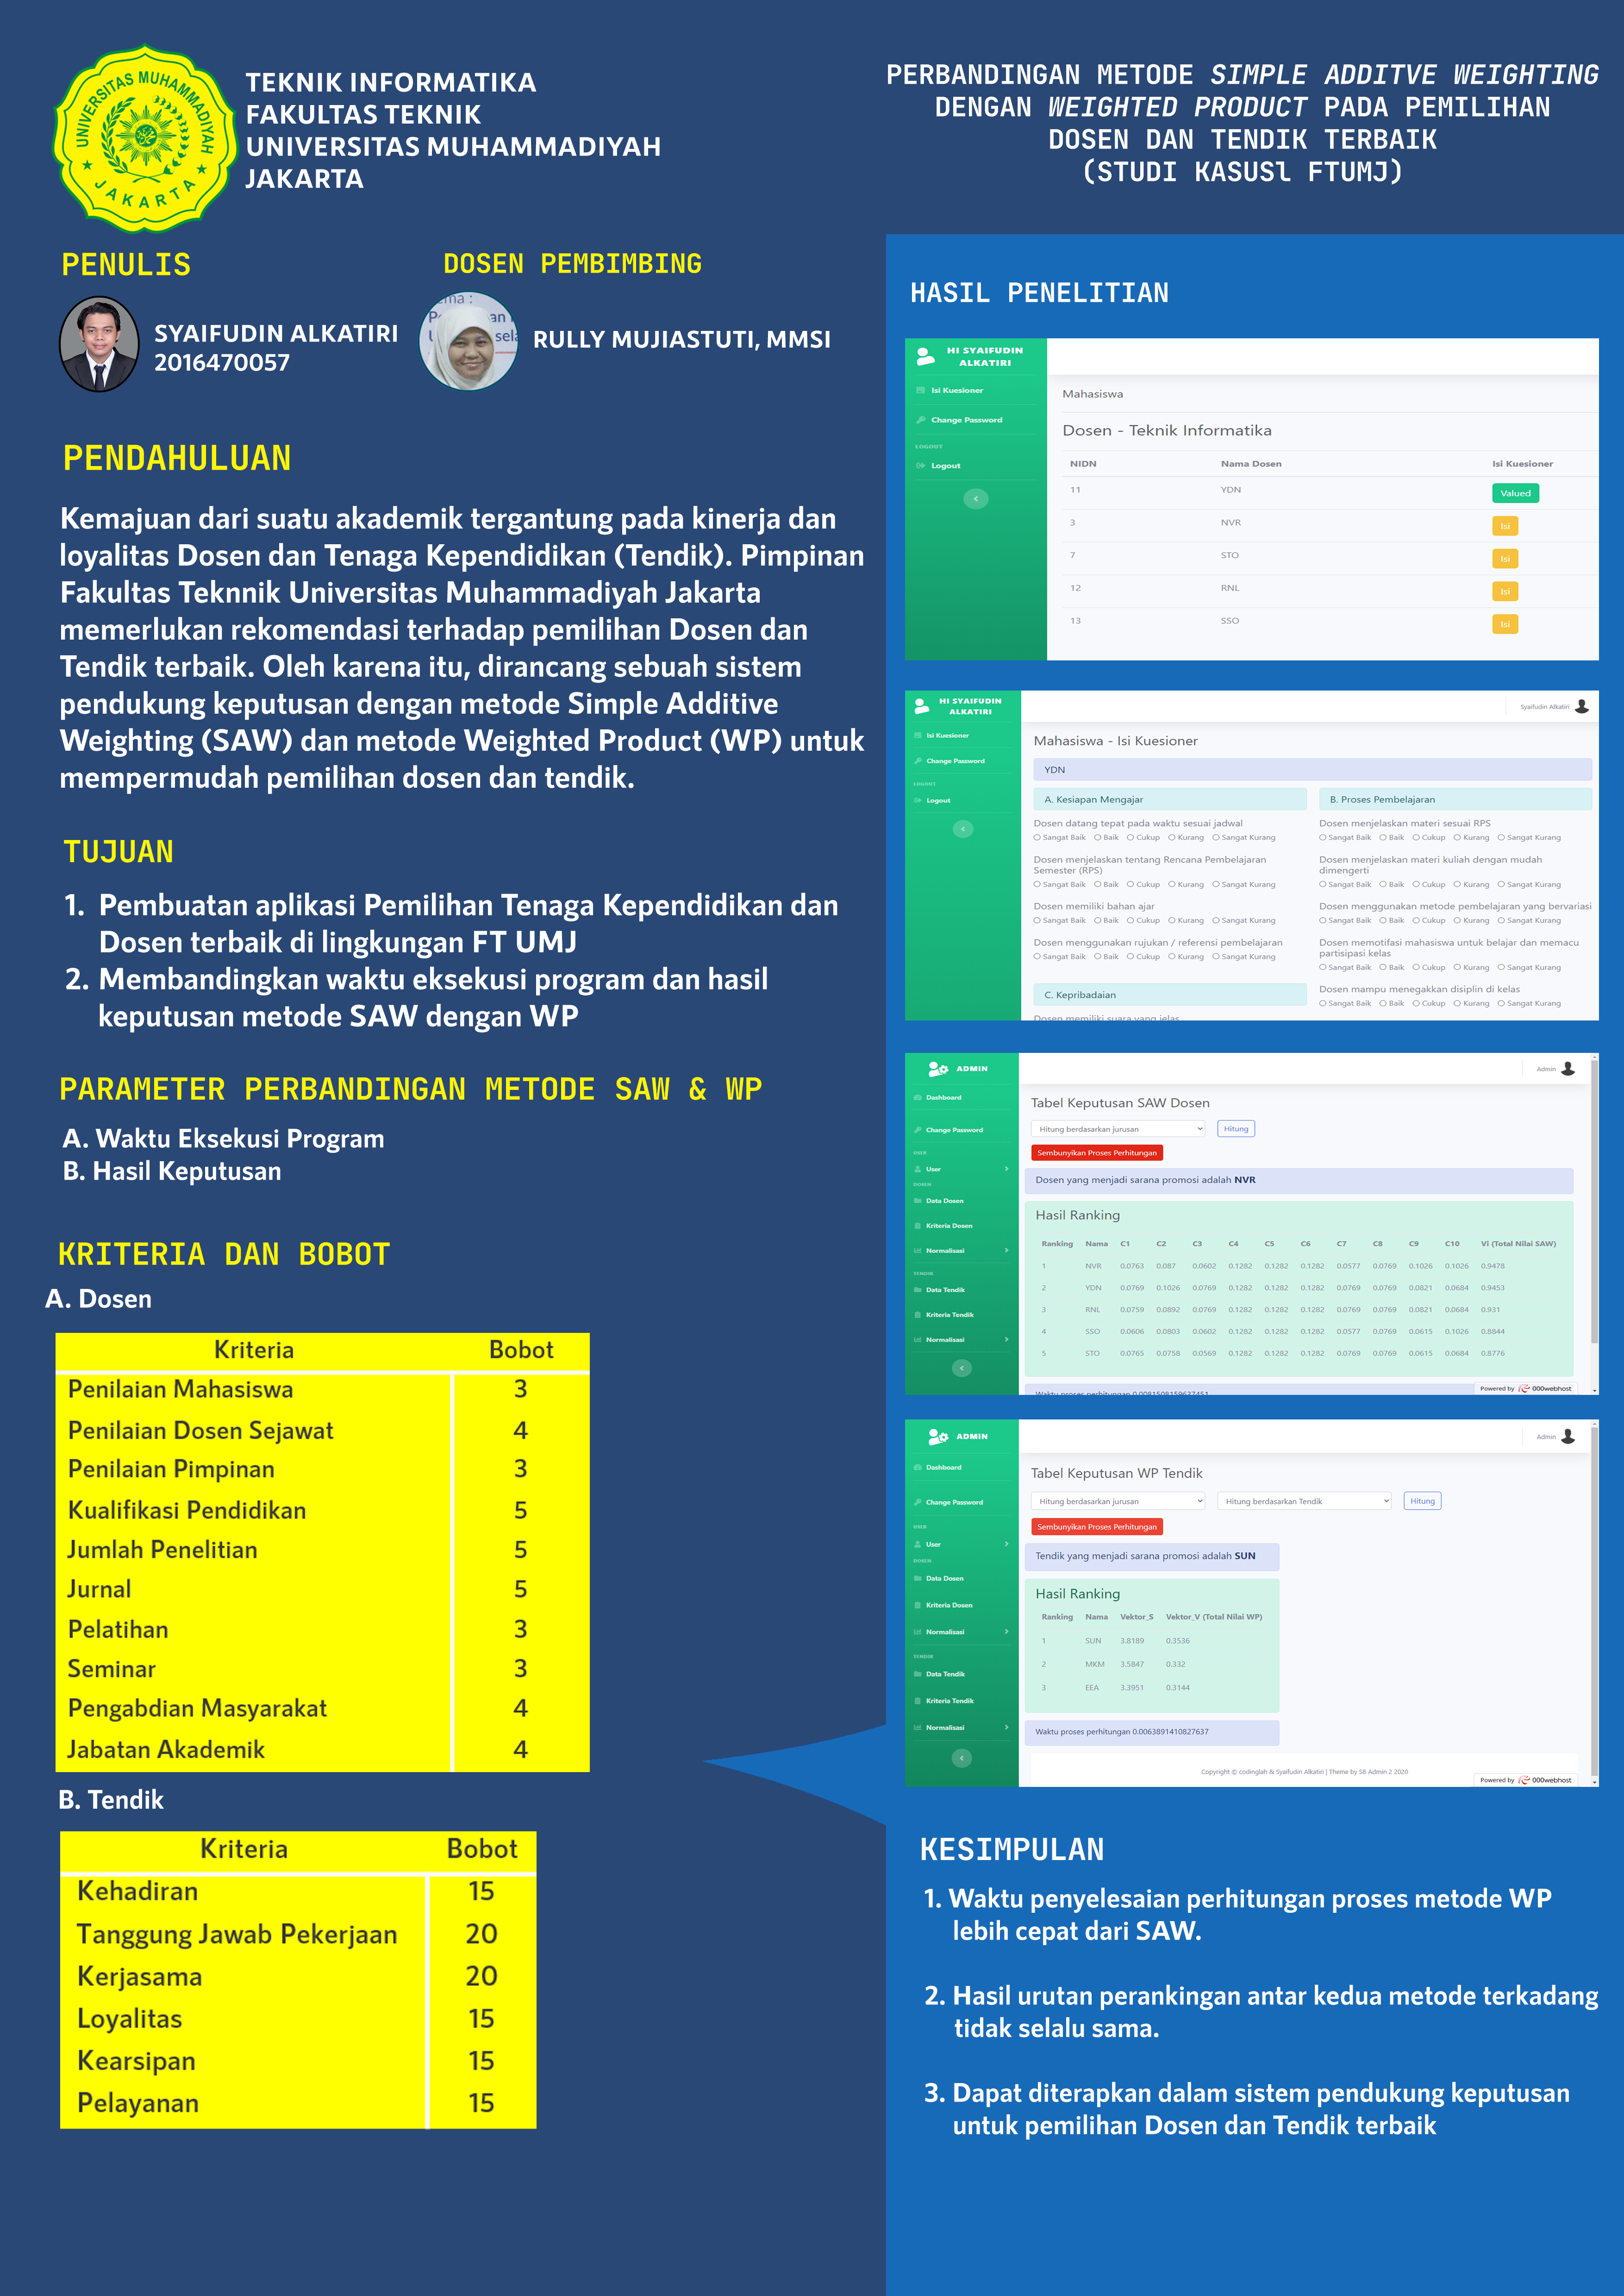 UNIVERSITAS MUHAMMADIYAH
JAKARTA
TEKNIK INFORMATIKA
FAKULTAS TEKNIK
UNIVERSITAS MUHAMMADIYAH
JAKARTA
PERBANDINGAN METODE SIMPLE ADDITVE WEIGHTING
DENGAN WEIGHTED PRODUCT PADA PEMILIHAN
DOSEN DAN TENDIK TERBAIK
(STUDI KASUSl FTUMJ)
PENULIS
SYAIFUDIN ALKATIRI
2016470057
DOSEN PEMBIMBING
RULLY MUJIASTUTI, MMSI
PENDAHULUAN
Kemajuan dari suatu akademik tergantung pada kinerja dan
loyalitas Dosen dan Tenaga Kependidikan (Tendik). Pimpinan
Fakultas Teknnik Universitas Muhammadiyah Jakarta
memerlukan rekomendasi terhadap pemilihan Dosen dan
Tendik terbaik. Oleh karena itu, dirancang sebuah sistem
pendukung keputusan dengan metode Simple Additive
Weighting (SAW) dan metode Weighted Product (WP) untuk
mempermudah pemilihan dosen dan tendik.
TUJUAN
1. Pembuatan aplikasi Pemilihan Tenaga Kependidikan dan
Dosen terbaik di lingkungan FT UMJ
2. Membandingkan waktu eksekusi program dan hasil
keputusan metode SAW dengan WP
PARAMETER PERBANDINGAN METODE SAW & WP
A. Waktu Eksekusi Program
B. Hasil Keputusan
KRITERIA DAN BOBOT
A. Dosen
Kriteria Bobot
Penilaian Mahasiswa 3
Penilaian Dosen Sejawat 4
Penilaian Pimpinan 3
Kualifikasi Pendidikan 5
Jumlah Penelitian 5
Jurnal 5
Pelatihan 3
Seminar 3
Pengabdian Masyarakat 4
Jabatan Akademik 4
B. Tendik
Kriteria Bobot
Kehadiran 15
Tanggung Jawab Pekerjaan 20
Kerjasama 20
Loyalitas 15
Kearsipan 15
Pelayanan 15
HASIL PENELITIAN
HI SYAIFUDIN
ALKATIRI
Isi Kuesioner
Change Password
LOGOUT
Logout
Mahasiswa
Dosen - Teknik Informatika
NIDN Nama Dosen Isi Kuesioner
11 YDN Valued
3 NVR Isi
7 STO Isi
12 RNL Isi
13 SSO Isi
HI SYAIFUDIN
ALKATIRI
Isi Kuesioner
Change Password
LOGOUT
Logout
Syaifudin Alkatiri
Mahasiswa - Isi Kuesioner
YDN
A. Kesiapan Mengajar
Dosen datang tepat pada waktu sesuai jadwal
Sangat Baik Baik Cukup Kurang Sangat Kurang
Dosen menjelaskan tentang Rencana Pembelajaran
Semester (RPS)
Sangat Baik Baik Cukup Kurang Sangat Kurang
Dosen memiliki bahan ajar
Sangat Baik Baik Cukup Kurang Sangat Kurang
Dosen menggunakan rujukan / referensi pembelajaran
Sangat Baik Baik Cukup Kurang Sangat Kurang
C. Kepribadaian
Dosen memiliki suara yang jelas
B. Proses Pembelajaran
Dosen menjelaskan materi sesuai RPS
Sangat Baik Baik Cukup Kurang Sangat Kurang
Dosen menjelaskan materi kuliah dengan mudah
dimengerti
Sangat Baik Baik Cukup Kurang Sangat Kurang
Dosen menggunakan metode pembelajaran yang bervariasi
Sangat Baik Baik Cukup Kurang Sangat Kurang
Dosen memotifasi mahasiswa untuk belajar dan memacu
partisipasi kelas
Sangat Baik Baik Cukup Kurang Sangat Kurang
Dosen mampu menegakkan disiplin di kelas
Sangat Baik Baik Cukup Kurang Sangat Kurang
ADMIN
Dashboard
Change Password
USER
User
DOSEN
Data Dosen
Kriteria Dosen
Normalisasi
TENDIK
Data Tendik
Kriteria Tendik
Normalisasi
Admin
Tabel Keputusan SAW Dosen
Hitung berdasarkan jurusan Hitung
Sembunyikan Proses Perhitungan
Dosen yang menjadi sarana promosi adalah NVR
Hasil Ranking
Ranking Nama C1 C2 C3 C4 C5 C6 C7 C8 C9 C10 Vi (Total Nilai SAW)
1 NVR 0.0763 0.087 0.0602 0.1282 0.1282 0.1282 0.0577 0.0769 0.1026 0.1026 0.9478
2 YDN 0.0769 0.1026 0.0769 0.1282 0.1282 0.1282 0.0769 0.0769 0.0821 0.0684 0.9453
3 RNL 0.0759 0.0892 0.0769 0.1282 0.1282 0.1282 0.0769 0.0769 0.0821 0.0684 0.931
4 SSO 0.0606 0.0803 0.0602 0.1282 0.1282 0.1282 0.0577 0.0769 0.0615 0.1026 0.8844
5 STO 0.0765 0.0758 0.0569 0.1282 0.1282 0.1282 0.0769 0.0769 0.0615 0.0684 0.8776
Waktu proses perhitungan 0.0081508159637451
Powered by 000webhost
ADMIN
Dashboard
Change Password
USER
User
DOSEN
Data Dosen
Kriteria Dosen
Normalisasi
TENDIK
Data Tendik
Kriteria Tendik
Normalisasi
Admin
Tabel Keputusan WP Tendik
Hitung berdasarkan jurusan Hitung berdasarkan Tendik Hitung
Sembunyikan Proses Perhitungan
Tendik yang menjadi sarana promosi adalah SUN
Hasil Ranking
Ranking Nama Vektor_S Vektor_V (Total Nilai WP)
1 SUN 3.8189 0.3536
2 MKM 3.5847 0.332
3 EEA 3.3951 0.3144
Waktu proses perhitungan 0.0063891410827637
Copyright © codinglah & Syaifudin Alkatiri | Theme by SB Admin 2 2020
Powered by 000webhost
KESIMPULAN
1. Waktu penyelesaian perhitungan proses metode WP
lebih cepat dari SAW.
2. Hasil urutan perankingan antar kedua metode terkadang
tidak selalu sama.
3. Dapat diterapkan dalam sistem pendukung keputusan
untuk pemilihan Dosen dan Tendik terbaik